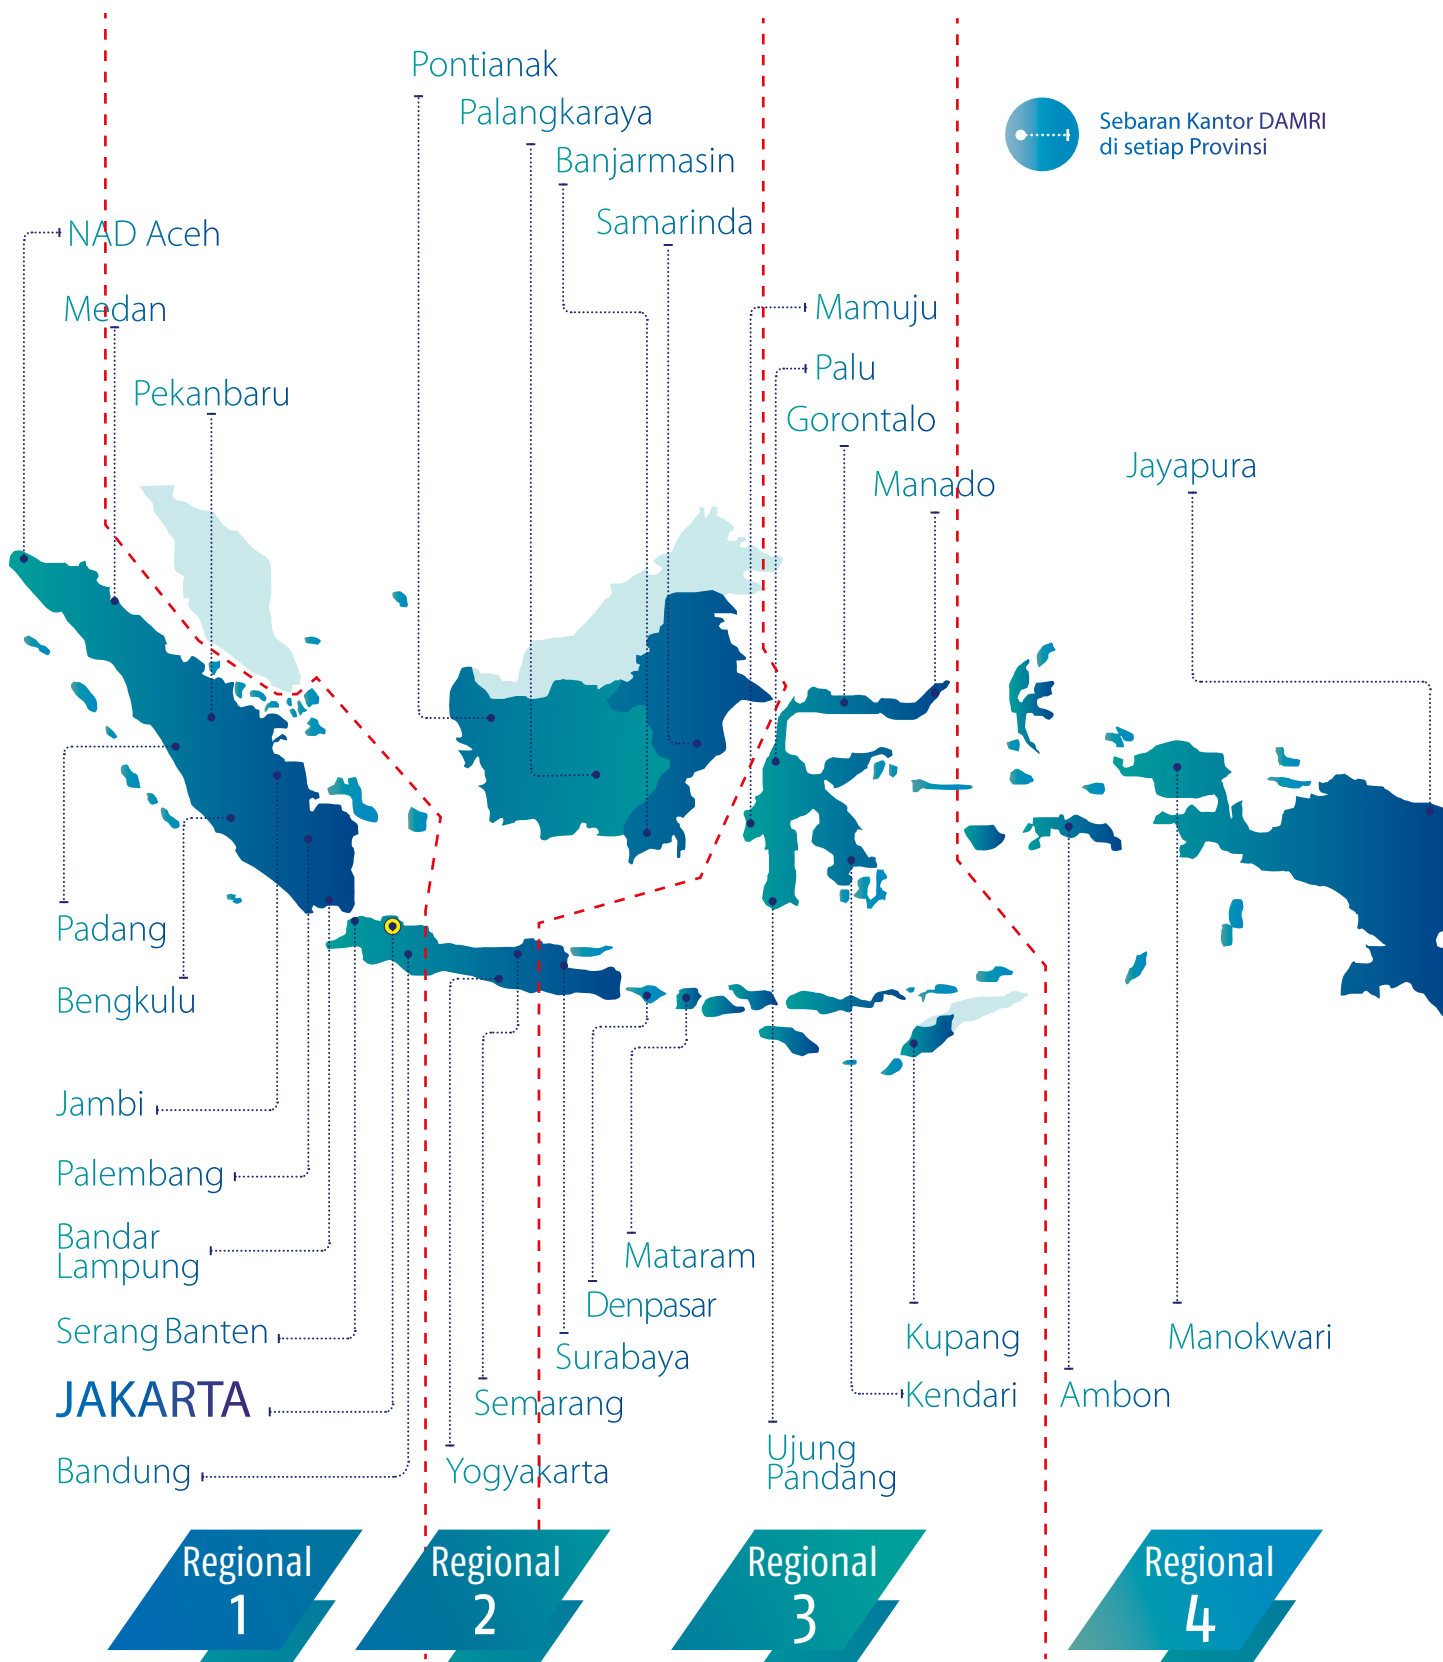 Pontianak
Palangkaraya
Banjarmasin
Samarinda
Sebaran Kantor DAMRI
di setiap Provinsi
NAD Aceh
Medan
Pekanbaru
Mamuju
Palu
Gorontalo
Manado
Jayapura
Padang
Bengkulu
Jambi
Palembang
Bandar
Lampung
Serang Banten
JAKARTA
Bandung
Mataram
Denpasar
Surabaya
Semarang
Yogyakarta
Ujung
Pandang
Kupang
Kendari
Ambon
Manokwari
Regional
1
Regional
2
Regional
3
Regional
4